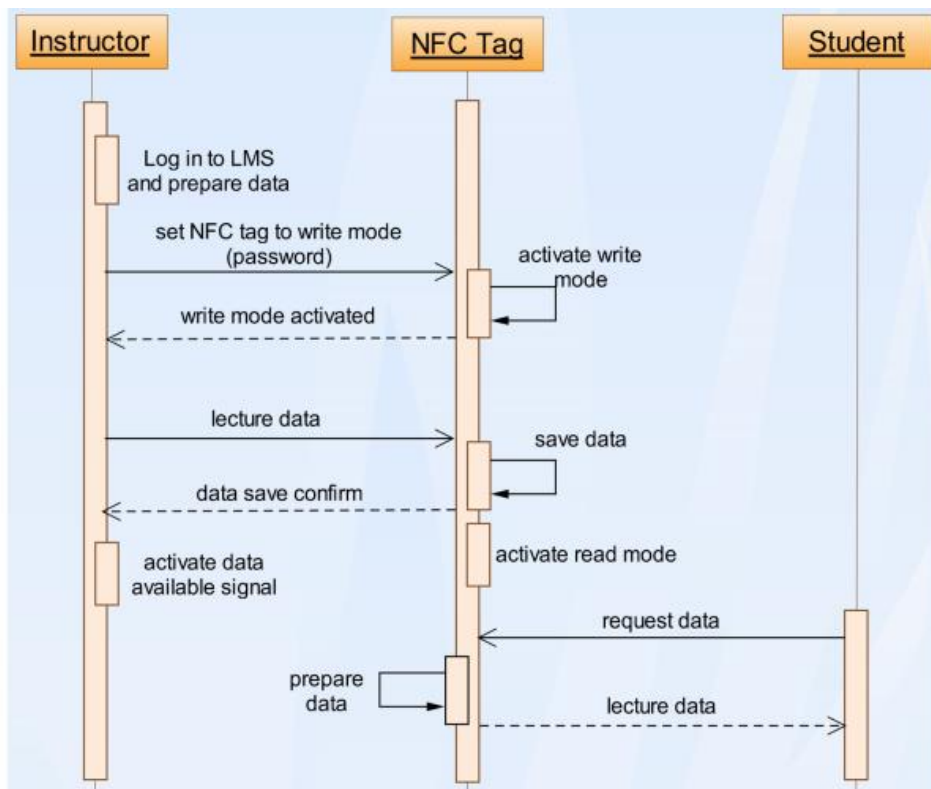 Instructor
NFC Tag
Student
Log in to LMS
and prepare data
set NFC tag to write mode
(password)
activate write
mode
write mode activated
lecture data
save data
data save confirm
activate read mode
activate data
available signal
request data
prepare
data
lecture data